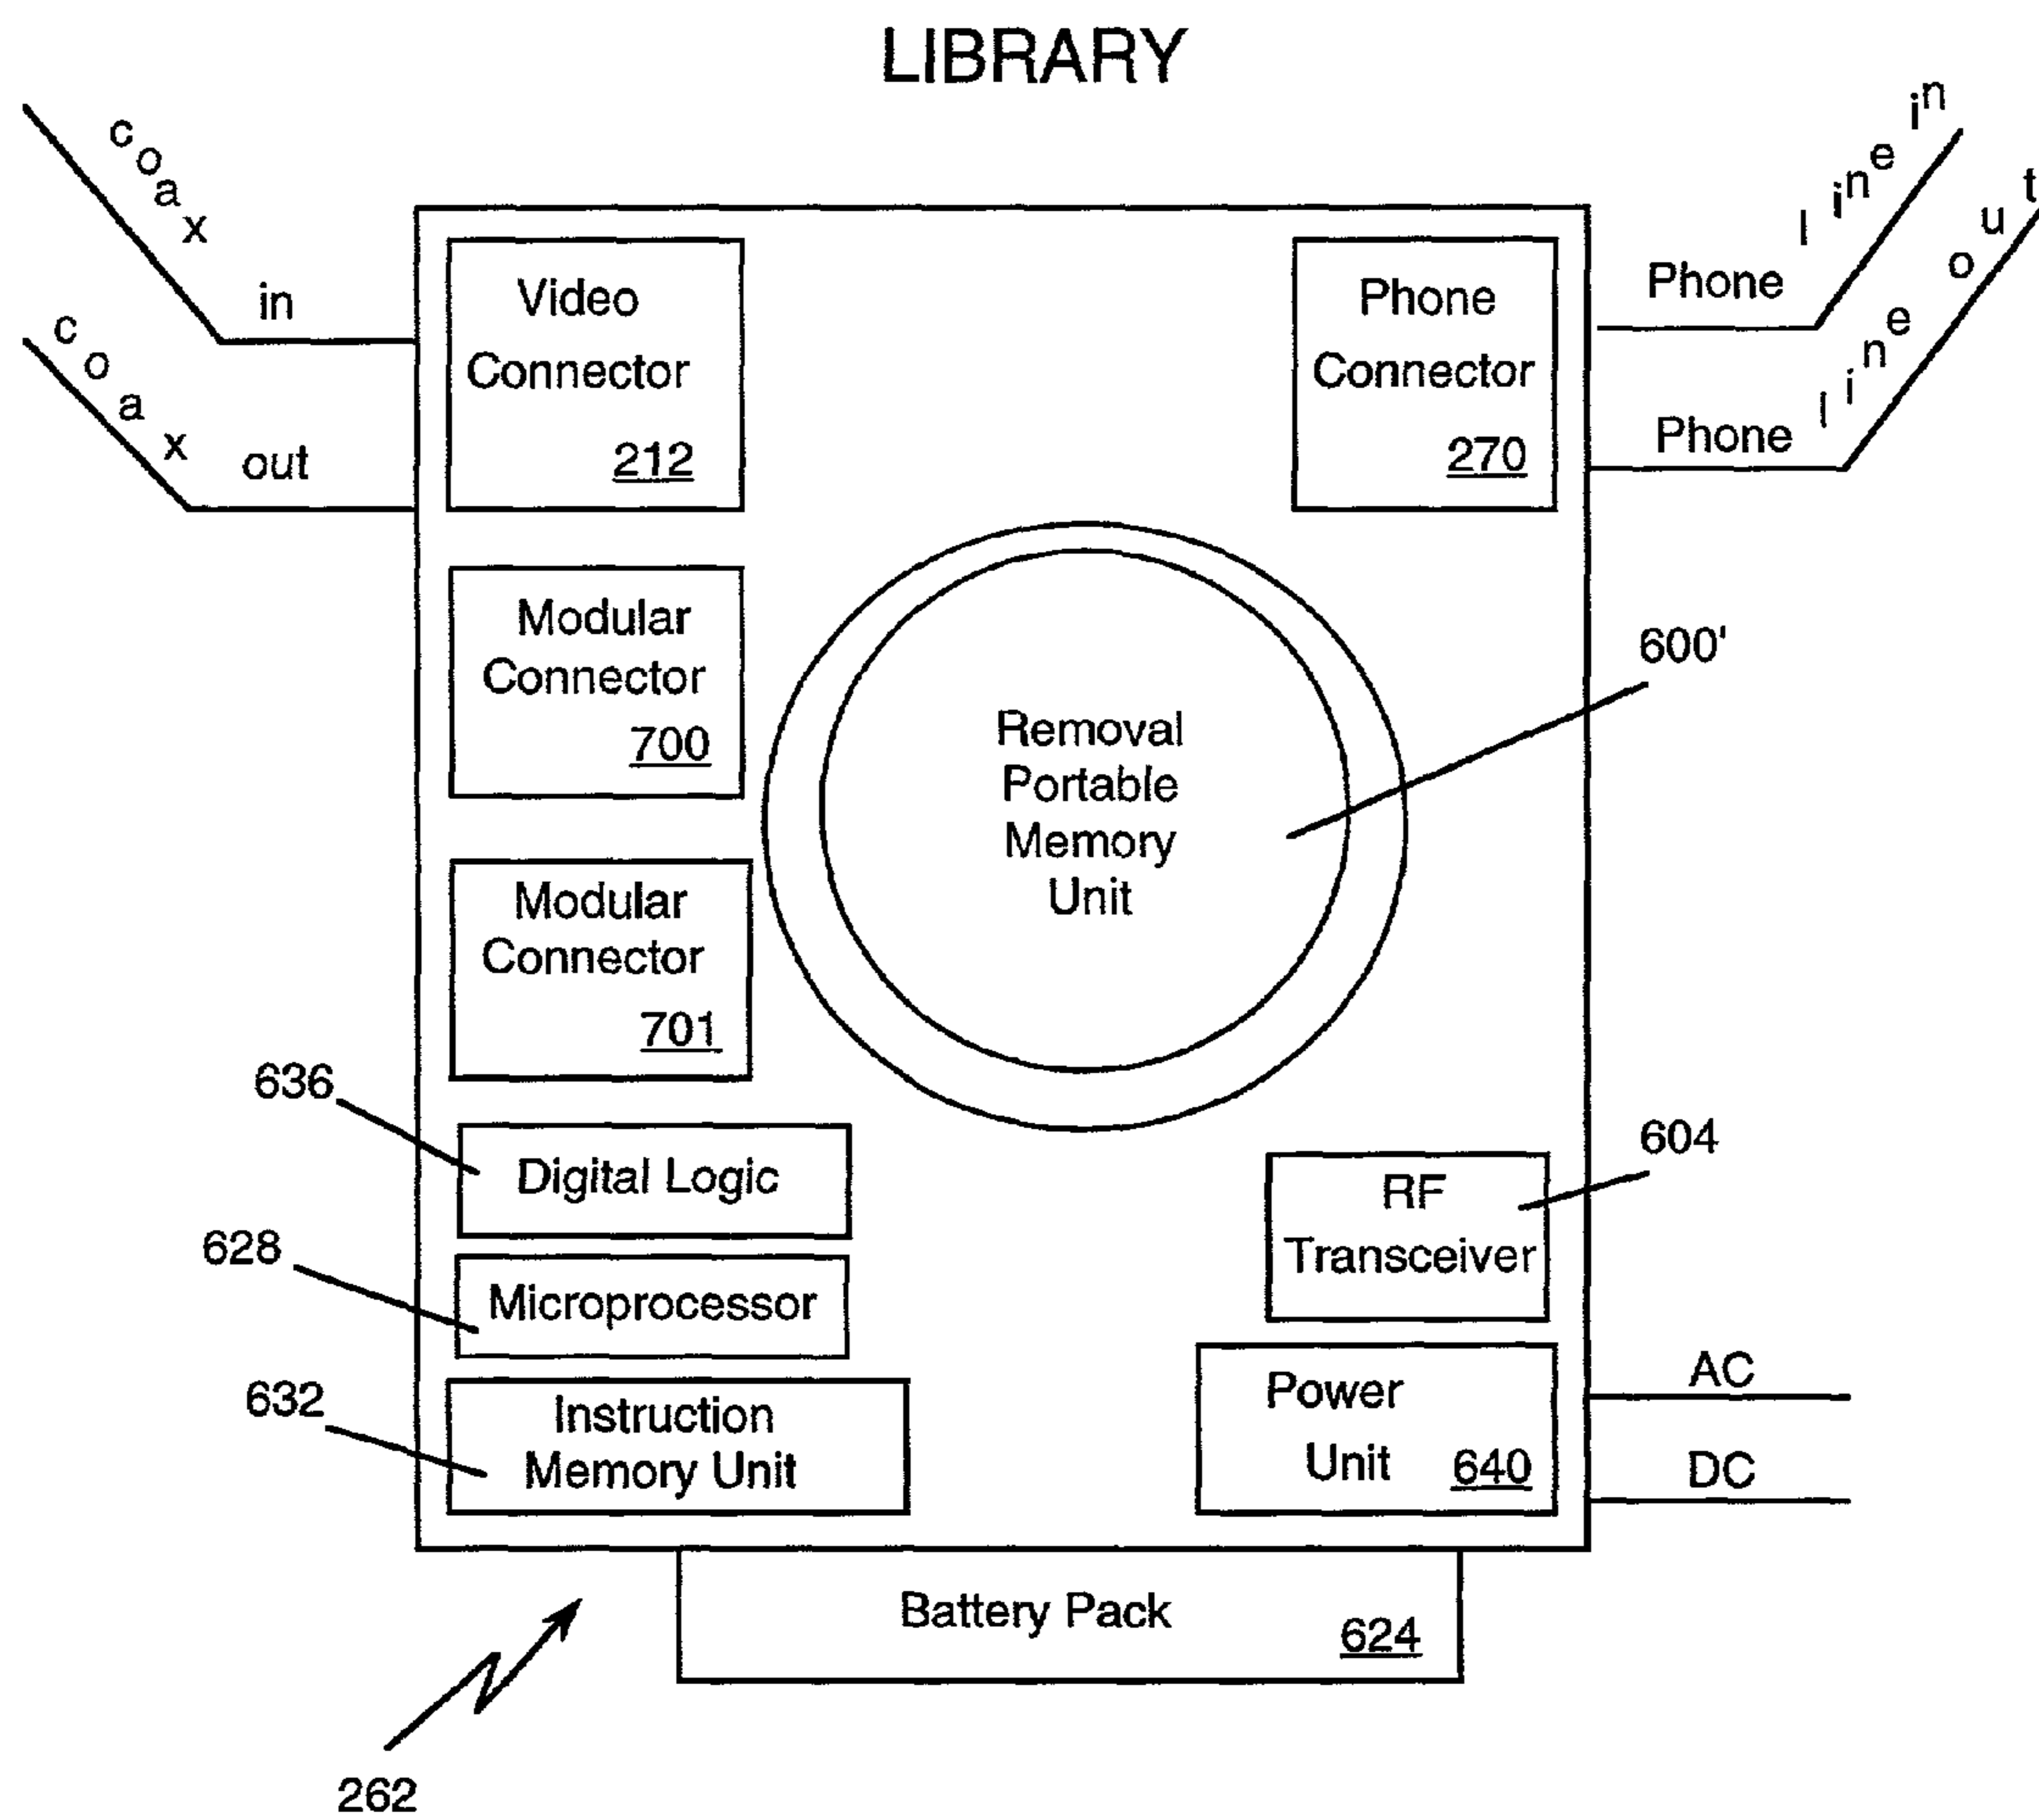 LIBRARY
coax in
coax out
Video
Connector
212
Phone
Connector
270
Phone line in
Phone line out
Modular
Connector
700
Removal
Portable
Memory
Unit
600'
Modular
Connector
701
636
Digital Logic
628
Microprocessor
632
Instruction
Memory Unit
604
RF
Transceiver
Power
Unit 640
AC
DC
Battery Pack 624
262